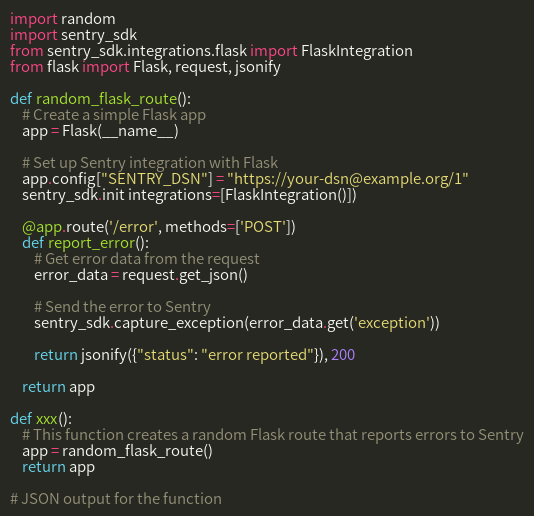 import random
import sentry_sdk
from sentry_sdk.integrations.flask import FlaskIntegration
from flask import Flask, request, jsonify

def random_flask_route():
    # Create a simple Flask app
    app = Flask(__name__)

    # Set up Sentry integration with Flask
    app.config["SENTRY_DSN"] = "https://your-dsn@example.org/1"
    sentry_sdk.init integrations=[FlaskIntegration()])

    @app.route('/error', methods=['POST'])
    def report_error():
        # Get error data from the request
        error_data = request.get_json()

        # Send the error to Sentry
        sentry_sdk.capture_exception(error_data.get('exception'))

        return jsonify({"status": "error reported"}), 200

    return app

def xxx():
    # This function creates a random Flask route that reports errors to Sentry
    app = random_flask_route()
    return app

# JSON output for the function